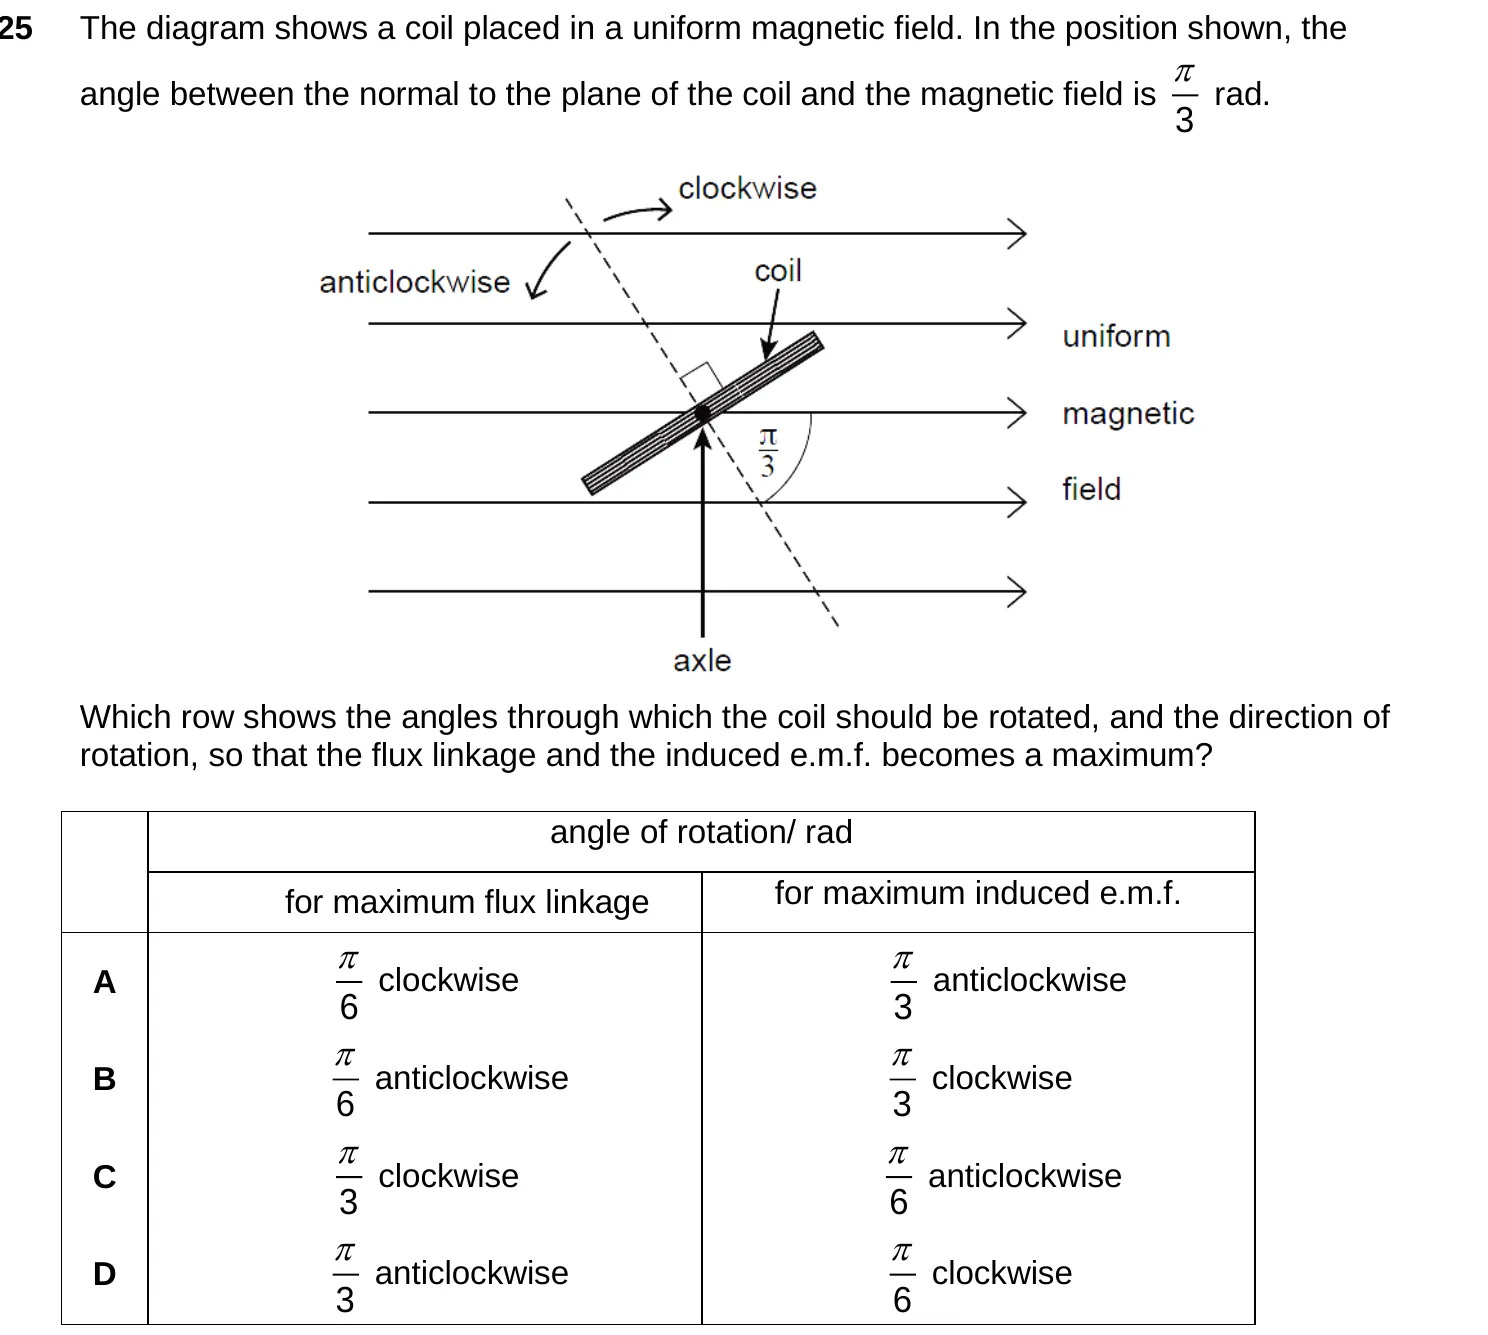 25 The diagram shows a coil placed in a uniform magnetic field. In the position shown, the
angle between the normal to the plane of the coil and the magnetic field is π/3 rad.
clockwise
anticlockwise
coil
uniform
magnetic
π/3
field
axle
Which row shows the angles through which the coil should be rotated, and the direction of
rotation, so that the flux linkage and the induced e.m.f. becomes a maximum?
angle of rotation/ rad
for maximum flux linkage for maximum induced e.m.f.
A π/6 clockwise π/3 anticlockwise
B π/6 anticlockwise π/3 clockwise
C π/3 clockwise π/6 anticlockwise
D π/3 anticlockwise π/6 clockwise